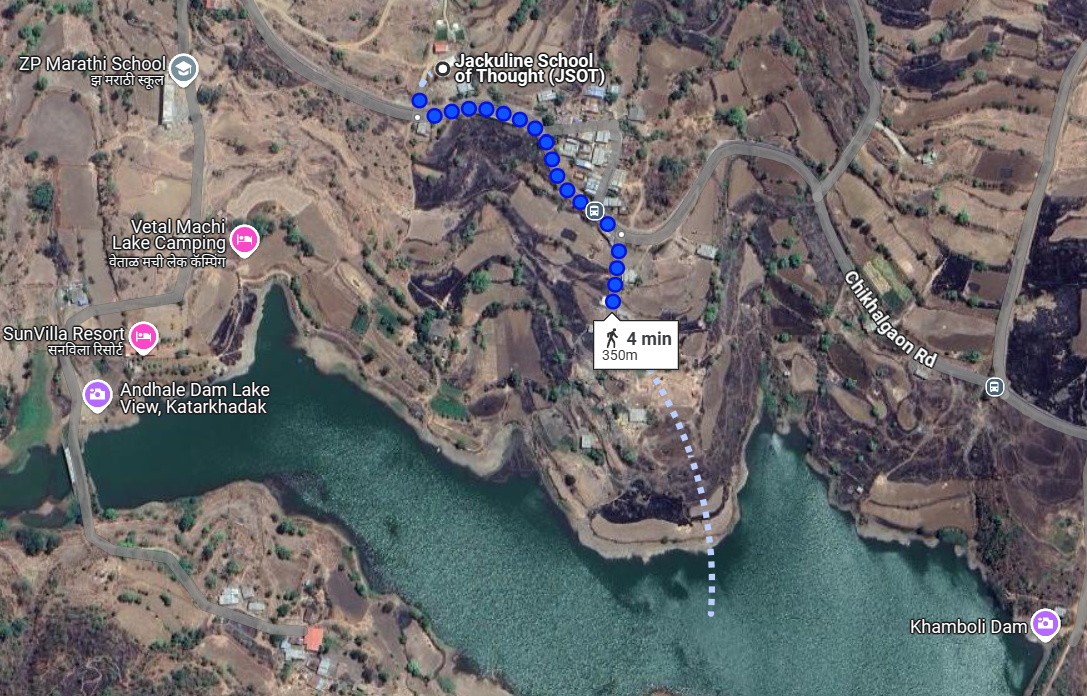 ZP Marathi School
झ मराठी स्कूल
Jackuline School
of Thought (JSOT)
Vetal Machi
Lake Camping
वेताळ मची लेक कॅम्पिंग
SunVilla Resort
सनविला रिसोर्ट
Andhale Dam Lake
View, Katarkhadak
4 min
350m
Chikhalgaon Rd
Khamboli Dam